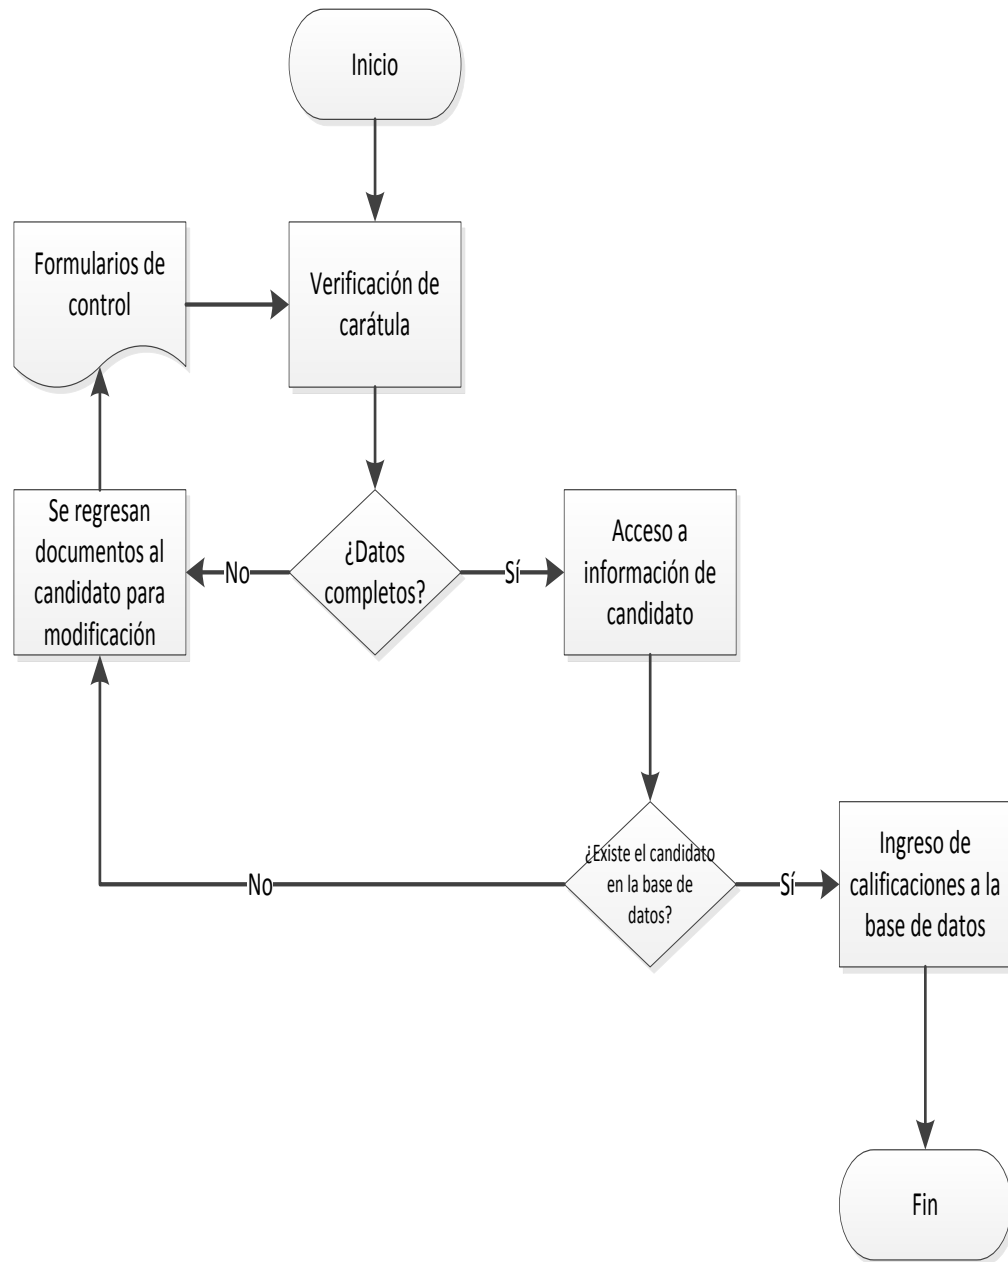 Inicio
Formularios de
control
Verificación de
carátula
Se regresan
documentos al
candidato para
modificación
No
¿Datos
completos?
Sí
Acceso a
información de
candidato
No
¿Existe el candidato
en la base de
datos?
Sí
Ingreso de
calificaciones a la
base de datos
Fin